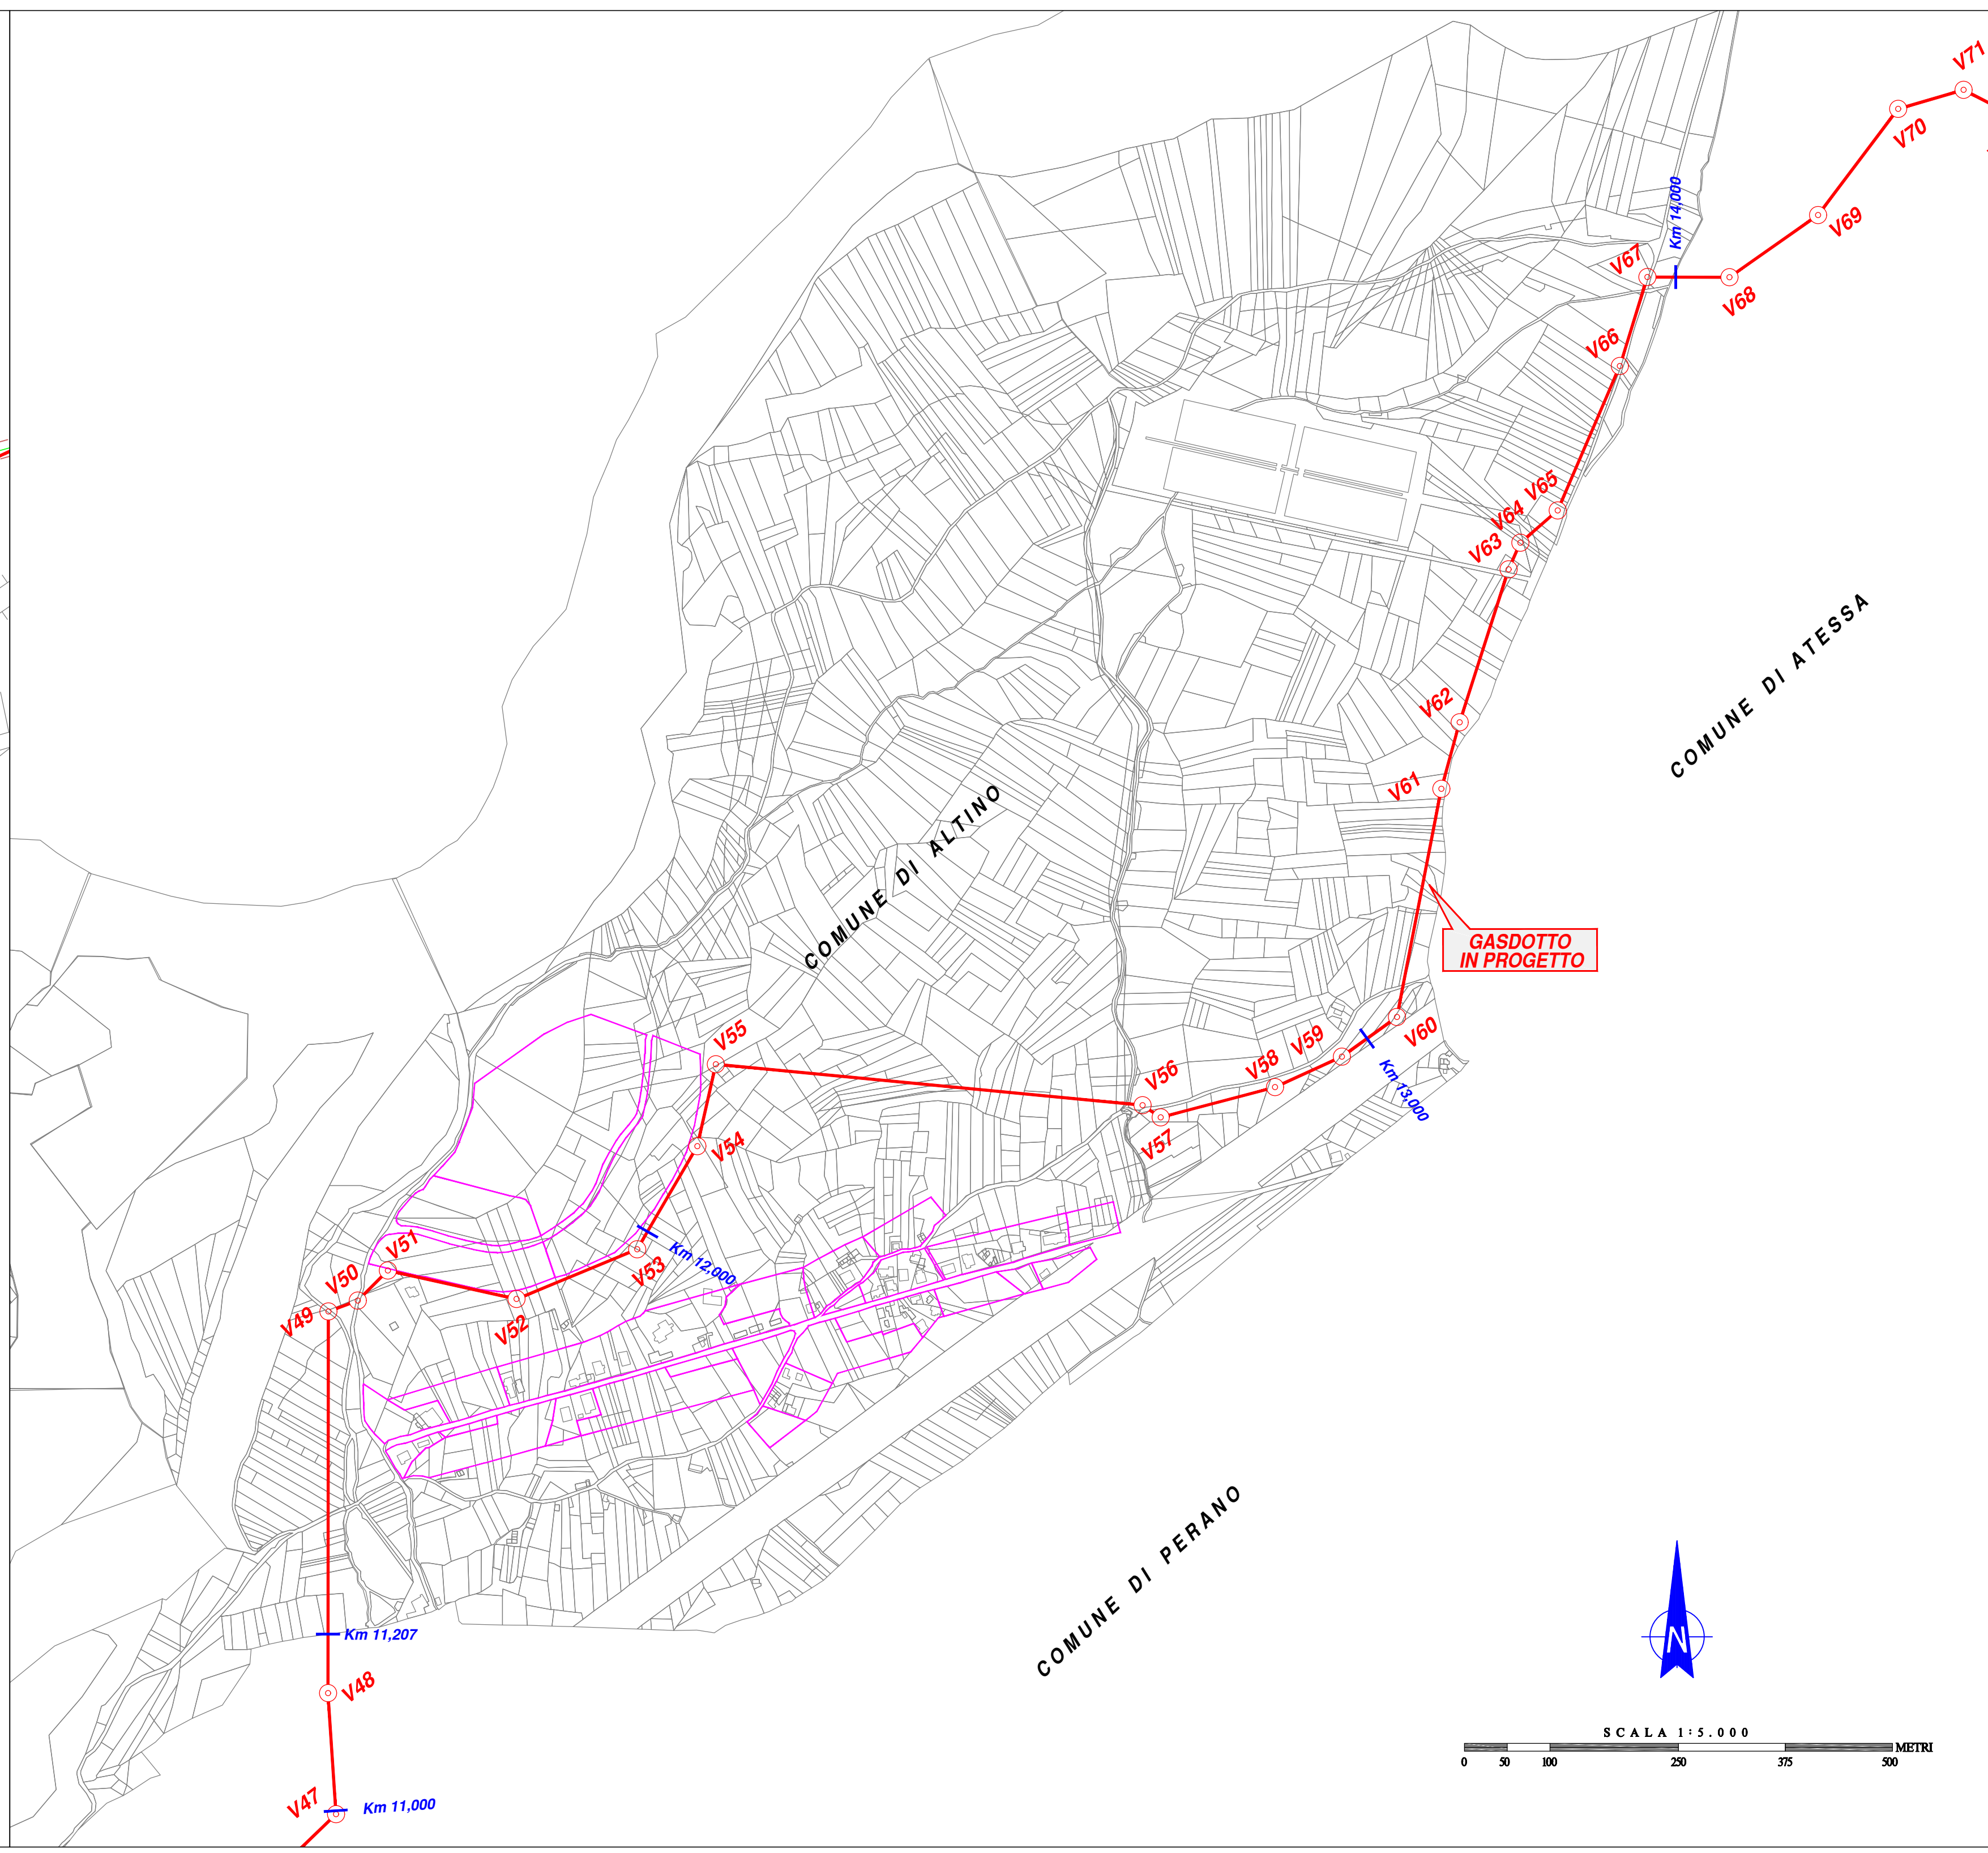 V71
V70
Km 14,000
V69
V67
V68
V66
V65
V64
V63
COMUNE DI ATESSA
V62
V61
COMUNE DI ALTINO
GASDOTTO
IN PROGETTO
V55
V60
V59
V58
V56
Km 13,000
V57
V54
V51
V53
Km 12,000
V50
V49
V52
COMUNE DI PERANO
N
Km 11,207
V48
SCALA 1:5.000
METRI
0 50 100 250 375 500
V47
Km 11,000